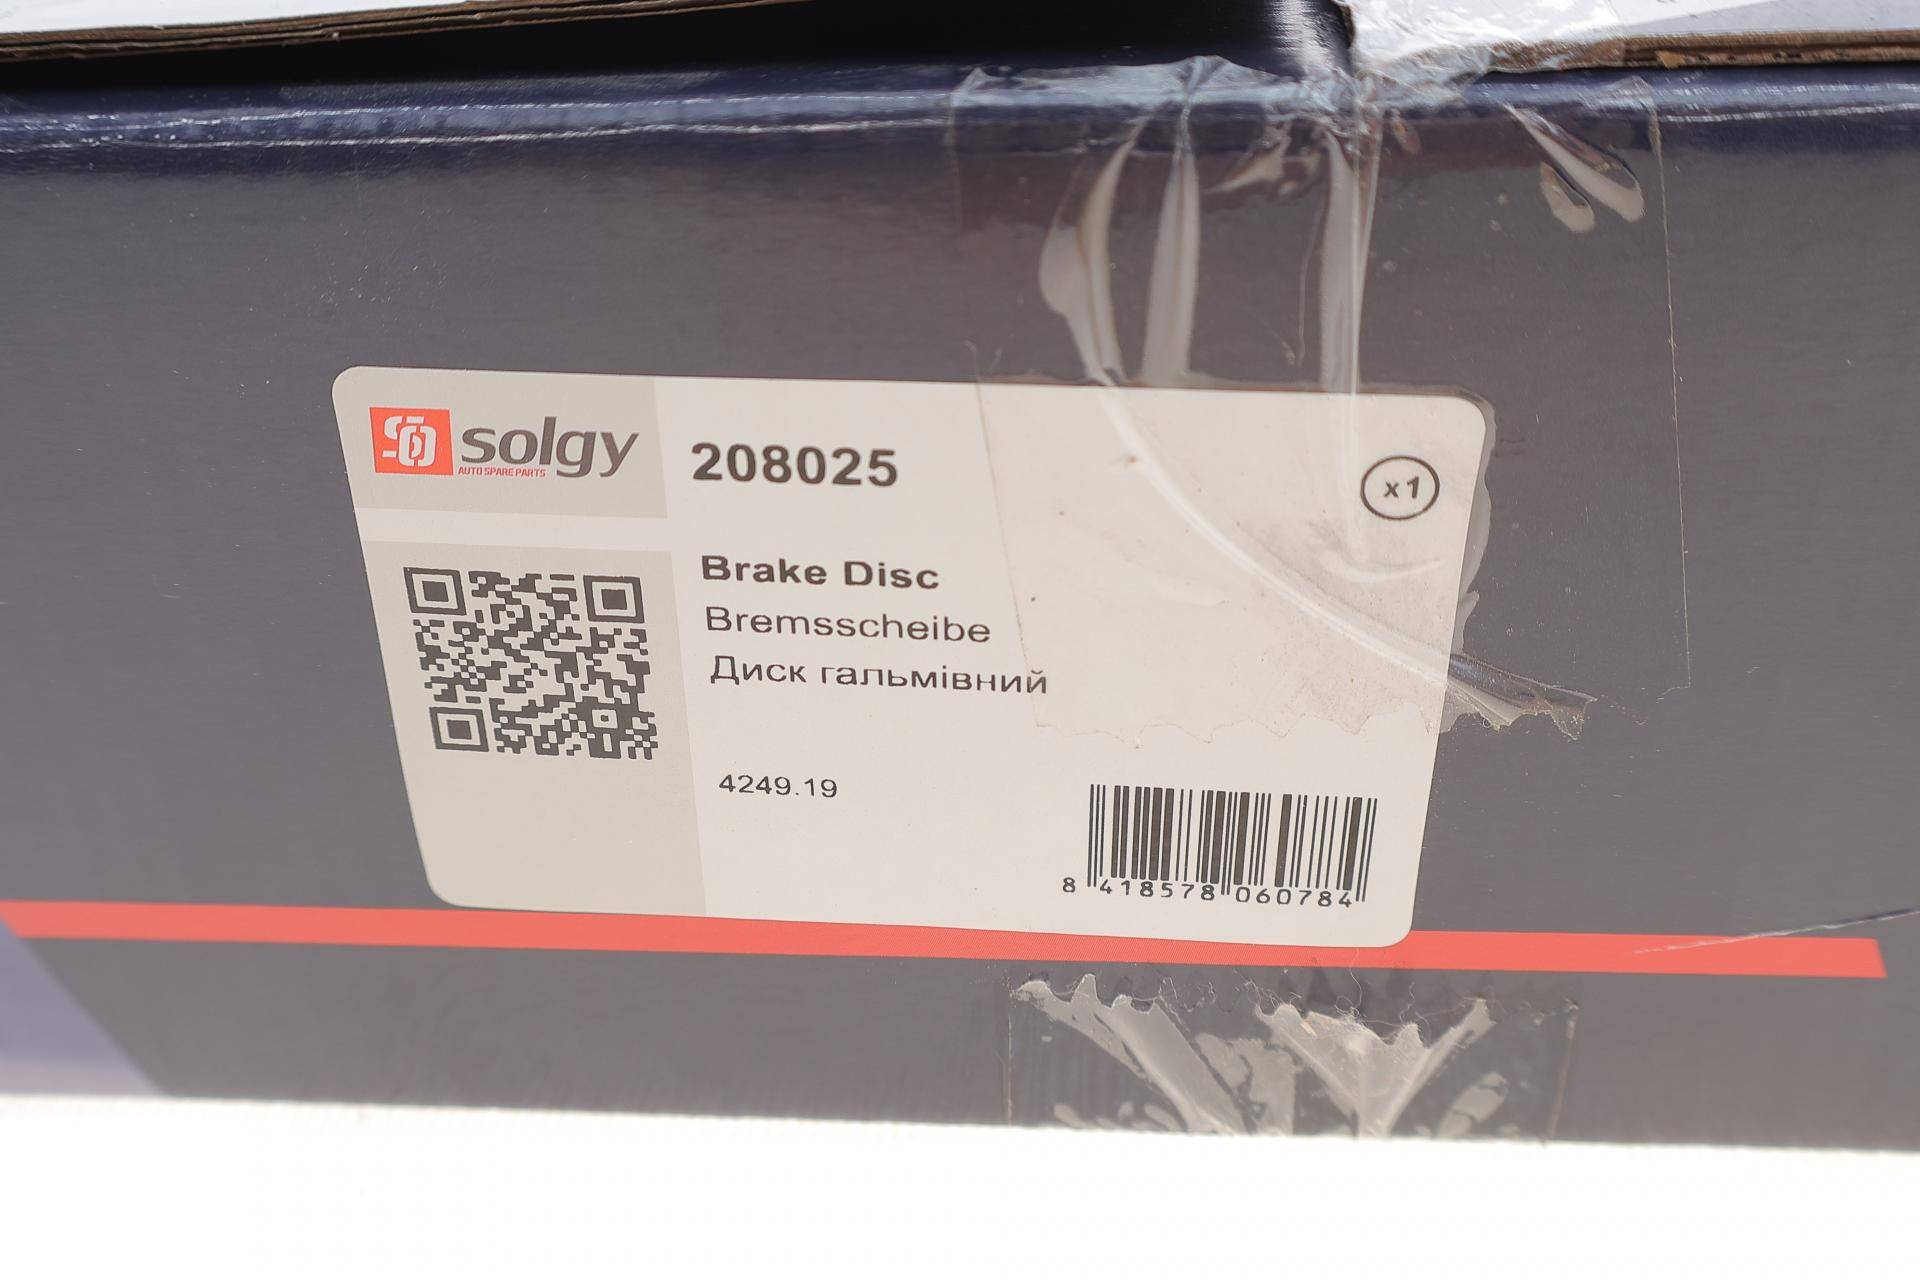 solgy
AUTO SPARE PARTS
208025
x1
Brake Disc
Bremsscheibe
Диск гальмівний
4249.19
8 418578 060784